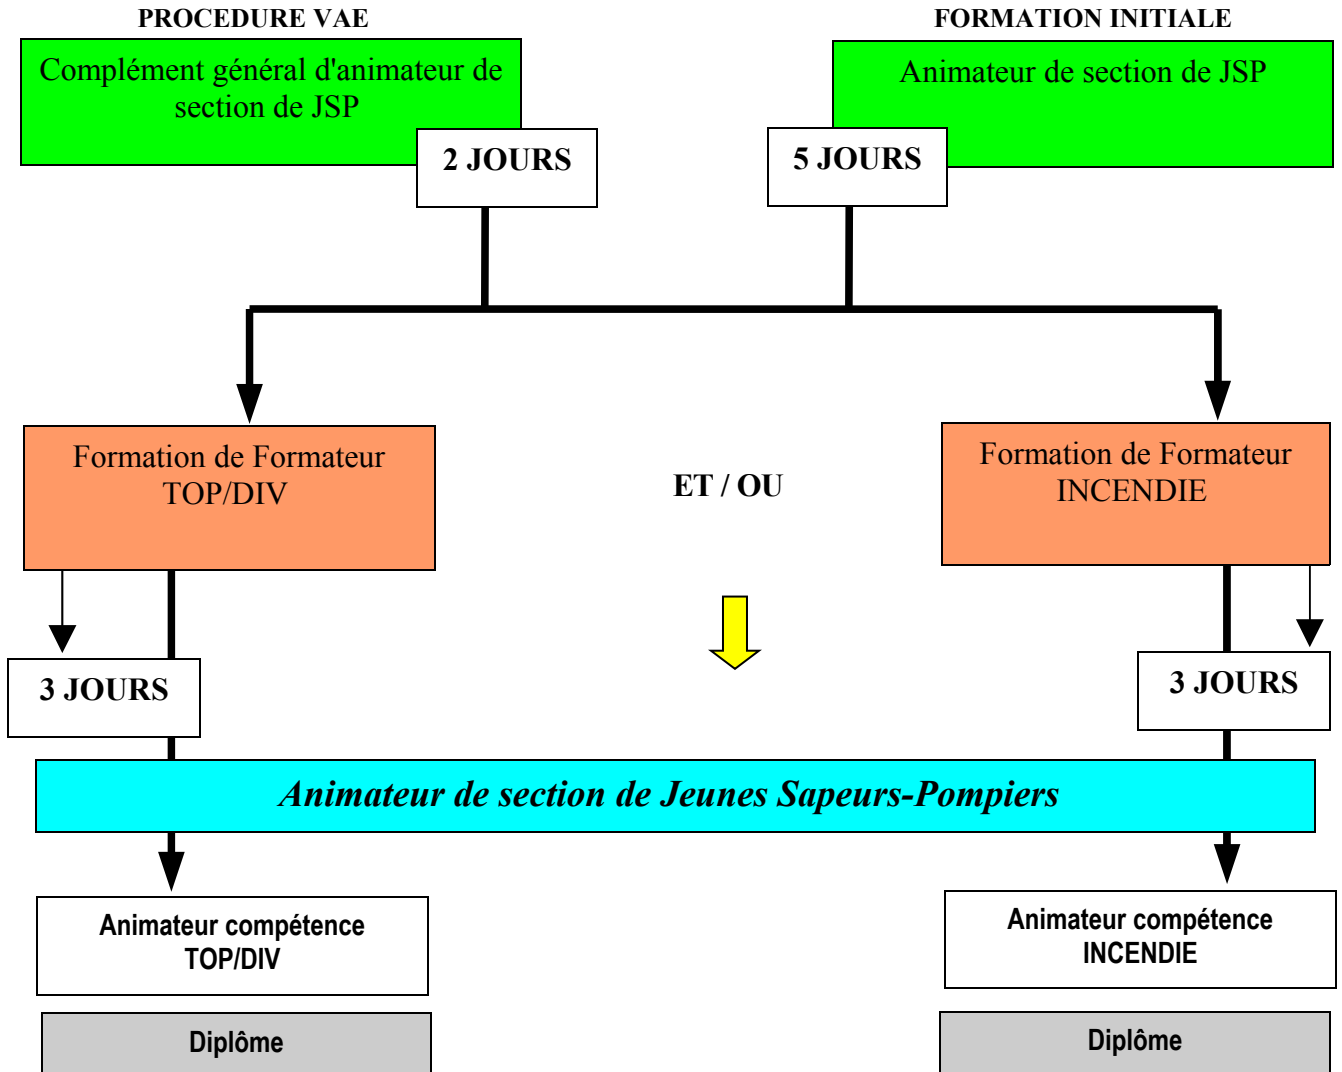 PROCEDURE VAE
FORMATION INITIALE
Complément général d'animateur de
section de JSP
Animateur de section de JSP
2 JOURS
5 JOURS
Formation de Formateur
TOP/DIV
ET / OU
Formation de Formateur
INCENDIE
3 JOURS
3 JOURS
Animateur de section de Jeunes Sapeurs-Pompiers
Animateur compétence
TOP/DIV
Animateur compétence
INCENDIE
Diplôme
Diplôme